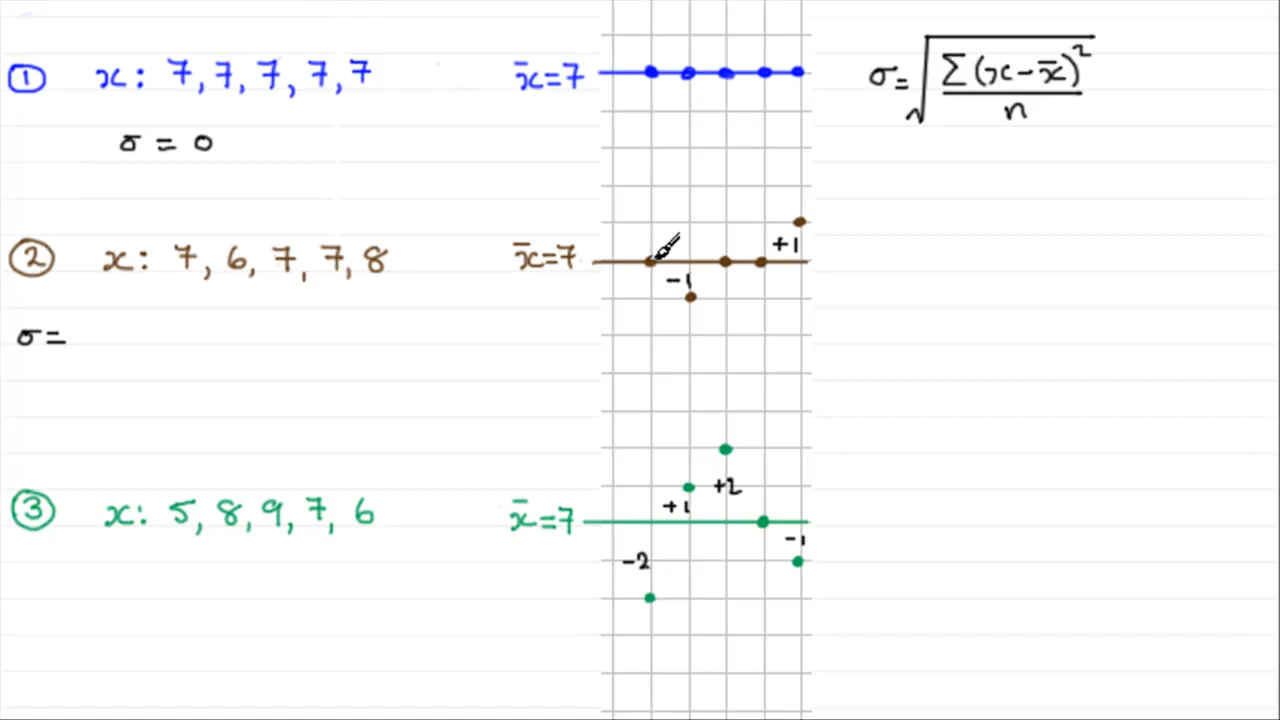 ① x: 7, 7, 7, 7, 7 x̄=7 σ=√(∑(x-x̄)²/n)
σ = 0
② x: 7, 6, 7, 7, 8 x̄=7 +1
-1
σ=
+2
③ x: 5, 8, 9, 7, 6 x̄=7 +1
-1
-2